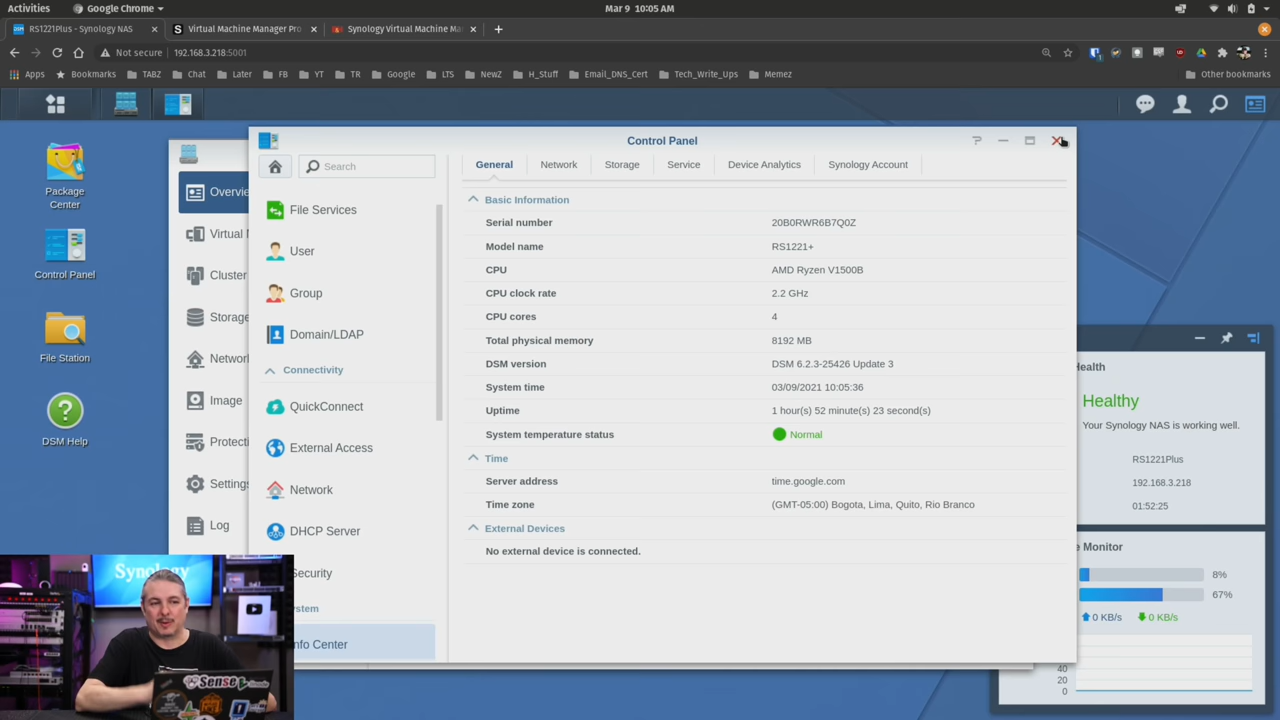 Activities
Google Chrome
Mar 9 10:05 AM
DSM
RS1221Plus - Synology NAS
Virtual Machine Manager Pro
Synology Virtual Machine Ma
Not secure
192.168.3.218:5001
Apps
Bookmarks
TABZ
Chat
Later
FB
YT
TR
Google
LTS
NewZ
H_Stuff
Email_DNS_Cert
Tech_Write_Ups
Memez
Other bookmarks
Package
Center
Control Panel
File Station
DSM Help
Overvie
Virtual
Cluster
Storage
Networ
Image
Protecti
Settings
Log
Control Panel
Search
General
Network
Storage
Service
Device Analytics
Synology Account
File Services
User
Group
Domain/LDAP
Connectivity
QuickConnect
External Access
Network
DHCP Server
Security
ystem
nfo Center
Basic Information
Serial number 20B0RWR6B7Q0Z
Model name RS1221+
CPU AMD Ryzen V1500B
CPU clock rate 2.2 GHz
CPU cores 4
Total physical memory 8192 MB
DSM version DSM 6.2.3-25426 Update 3
System time 03/09/2021 10:05:36
Uptime 1 hour(s) 52 minute(s) 23 second(s)
System temperature status Normal
Time
Server address time.google.com
Time zone (GMT-05:00) Bogota, Lima, Quito, Rio Branco
External Devices
No external device is connected.
Health
Healthy
Your Synology NAS is working well.
RS1221Plus
192.168.3.218
01:52:25
e Monitor
8%
67%
0 KB/s
0 KB/s
40
20
0
Synology
Sense